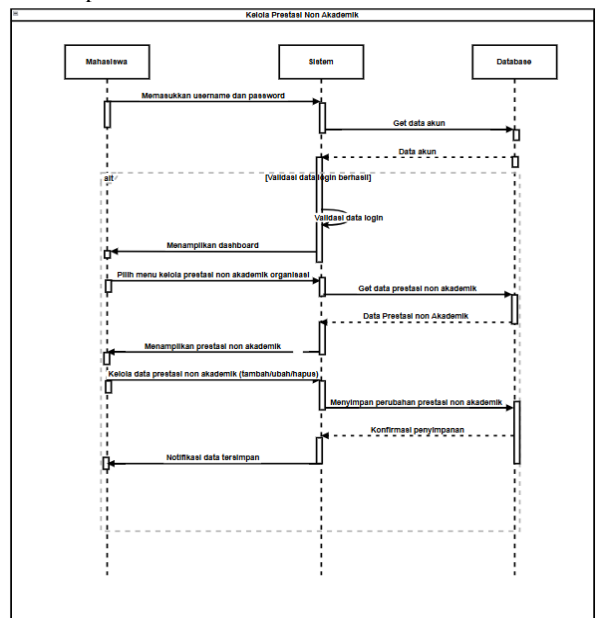 Kelola Prestasi Non Akademik
Mahasiswa
Sistem
Database
Memasukkan username dan password
Get data akun
Data akun
alt
[Validasi data login berhasil]
Validasi data login
Menampilkan dashboard
Pilih menu kelola prestasi non akademik organisasi
Get data prestasi non akademik
Data Prestasi non Akademik
Menampilkan prestasi non akademik
Kelola data prestasi non akademik (tambah/ubah/hapus)
Menyimpan perubahan prestasi non akademik
Konfirmasi penyimpanan
Notifikasi data tersimpan